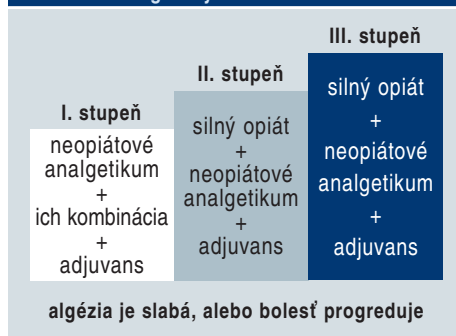 III. stupeň
silný opiát
+
neopiátové
analgetikum
+
adjuvans
II. stupeň
silný opiát
+
neopiátové
analgetikum
+
adjuvans
I. stupeň
neopiátové
analgetikum
+
ich kombinácia
+
adjuvans
algézia je slabá, alebo bolesť progreduje